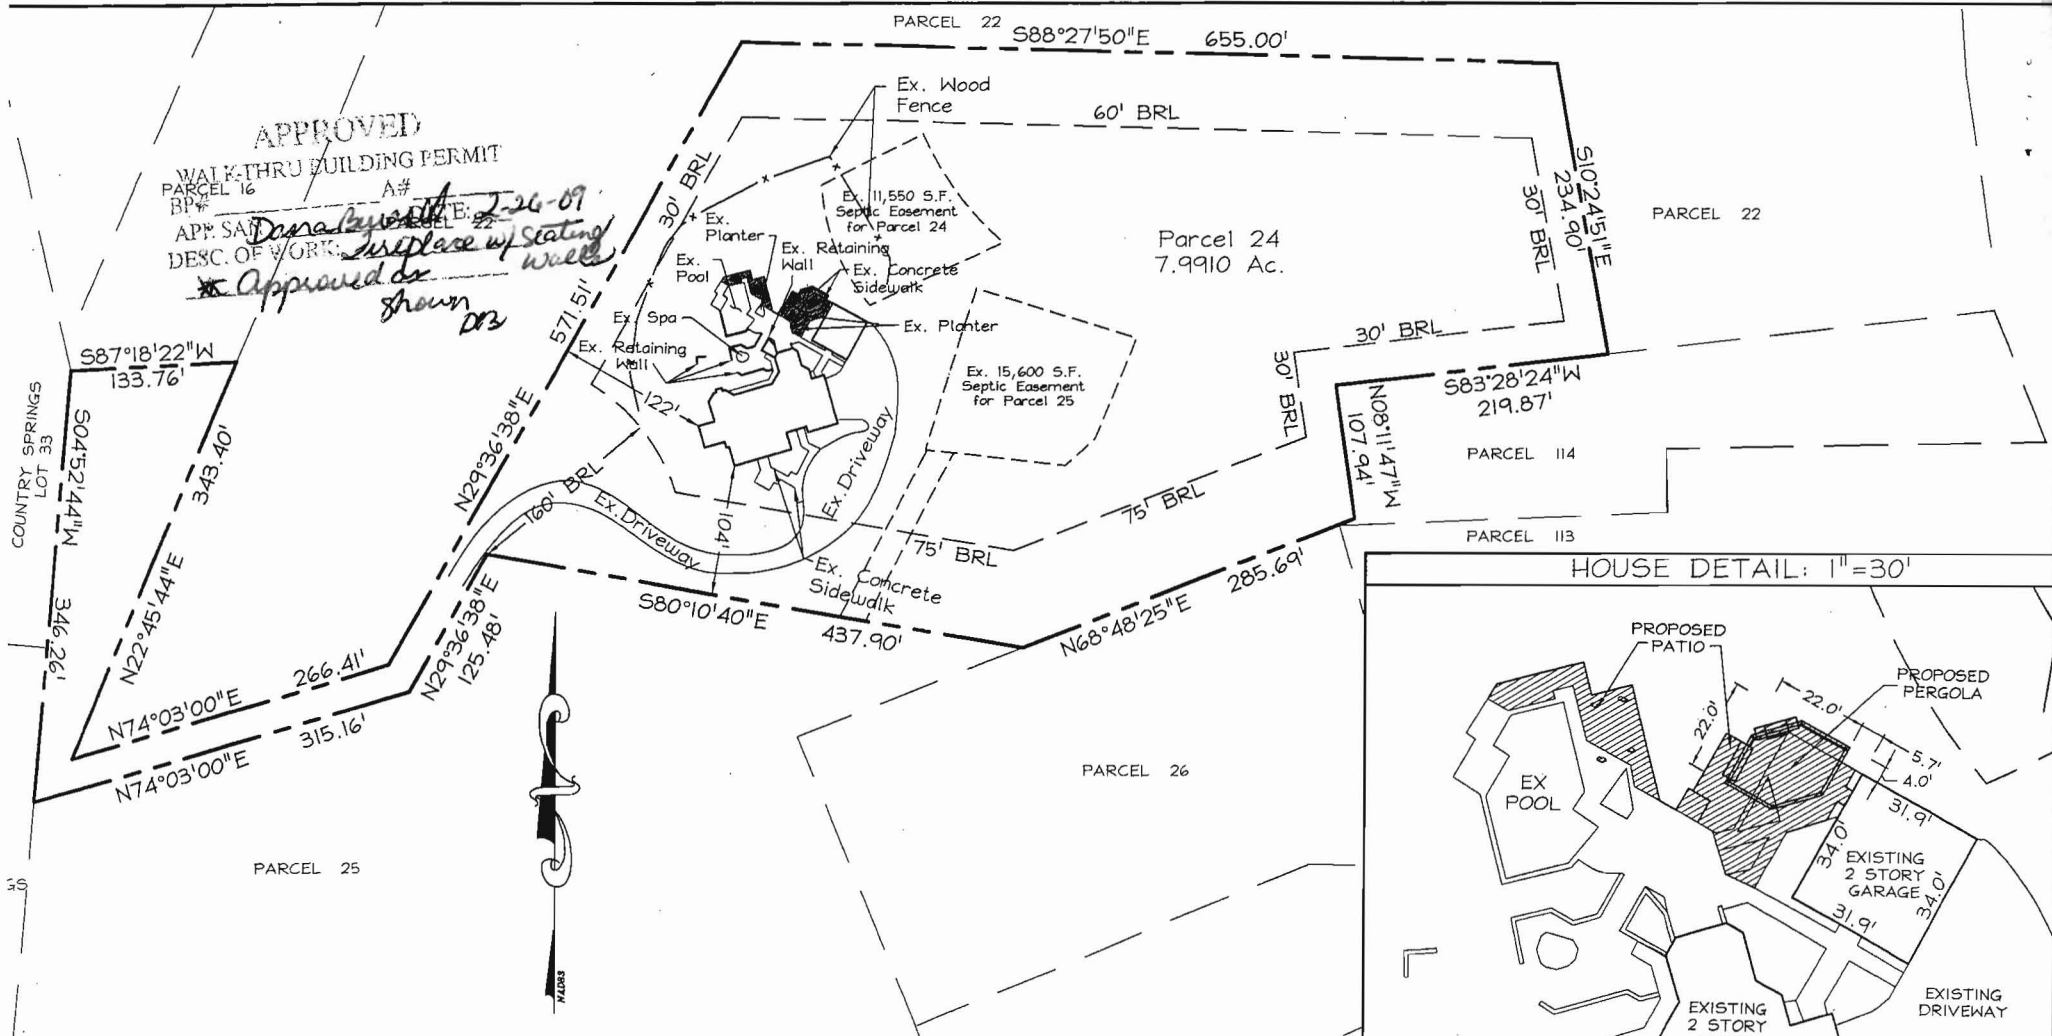 PARCEL 22
S88°27'50"E 655.00'
APPROVED
WALK-THRU BUILDING PERMIT
PARCEL 16
BP# A#
APP. SAN Dana DATE: 2-26-09
PARCEL 22
DESC. OF WORK: Fireplace w/ Seating
walls
* Approved as
shown
DB
Ex. Wood
Fence
60' BRL
30' BRL
Ex. 11,550 S.F.
Septic Easement
for Parcel 24
Ex.
Planter
Ex. Retaining
Wall
Ex.
Pool
Ex. Concrete
Sidewalk
Ex. Spa
Ex. Planter
Ex. Retaining
Wall
Parcel 24
7.9910 Ac.
30' BRL
S10°24'51"E
234.90'
PARCEL 22
571.51'
N29°36'38"E
30' BRL
30' BRL
S83°28'24"W
219.87'
N08°11'47"W
107.94'
PARCEL 114
PARCEL 113
Ex. 15,600 S.F.
Septic Easement
for Parcel 25
122'
S87°18'22"W
133.76'
COUNTRY SPRINGS
LOT 33
S04°52'44"W 346.26'
343.40'
N22°45'44"E
160' BRL
Ex. Driveway
Ex. Driveway
104'
75' BRL
75' BRL
Ex. Concrete
Sidewalk
S80°10'40"E
437.90'
N68°48'25"E 285.69'
N29°36'38"E
125.48'
266.41'
N74°03'00"E
315.16'
N74°03'00"E
PARCEL 25
GS
NAD83
PARCEL 26
HOUSE DETAIL: 1"=30'
PROPOSED
PATIO
PROPOSED
PERGOLA
22.0'
22.0'
5.7'
4.0'
31.9'
EX
POOL
34.0'
EXISTING
2 STORY
GARAGE
34.0'
31.9'
EXISTING
2 STORY
EXISTING
DRIVEWAY